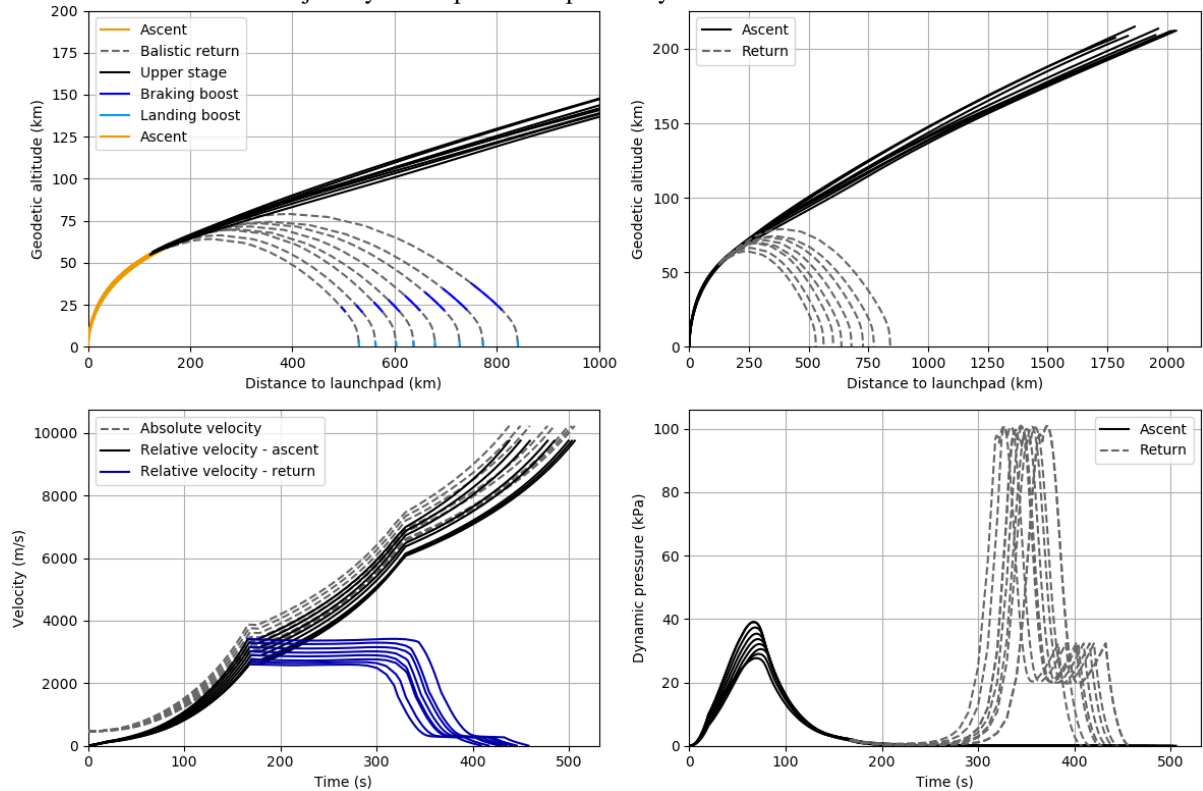 200
175
150
125
100
75
50
25
0
Geodetic altitude (km)
Ascent
Balistic return
Upper stage
Braking boost
Landing boost
Ascent
0 200 400 600 800 1000
Distance to launchpad (km)
200
150
100
50
0
Geodetic altitude (km)
Ascent
Return
0 250 500 750 1000 1250 1500 1750 2000
Distance to launchpad (km)
10000
8000
6000
4000
2000
0
Velocity (m/s)
Absolute velocity
Relative velocity - ascent
Relative velocity - return
0 100 200 300 400 500
Time (s)
100
80
60
40
20
0
Dynamic pressure (kPa)
Ascent
Return
0 100 200 300 400 500
Time (s)